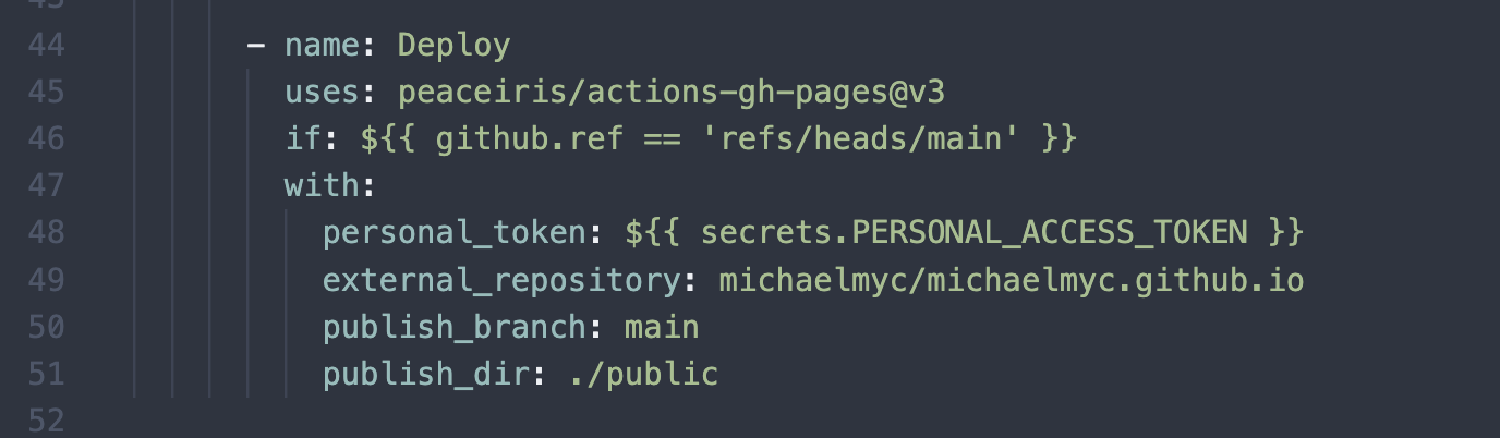 44 - name: Deploy
45 uses: peaceiris/actions-gh-pages@v3
46 if: ${{ github.ref == 'refs/heads/main' }}
47 with:
48 personal_token: ${{ secrets.PERSONAL_ACCESS_TOKEN }}
49 external_repository: michaelmyc/michaelmyc.github.io
50 publish_branch: main
51 publish_dir: ./public
52